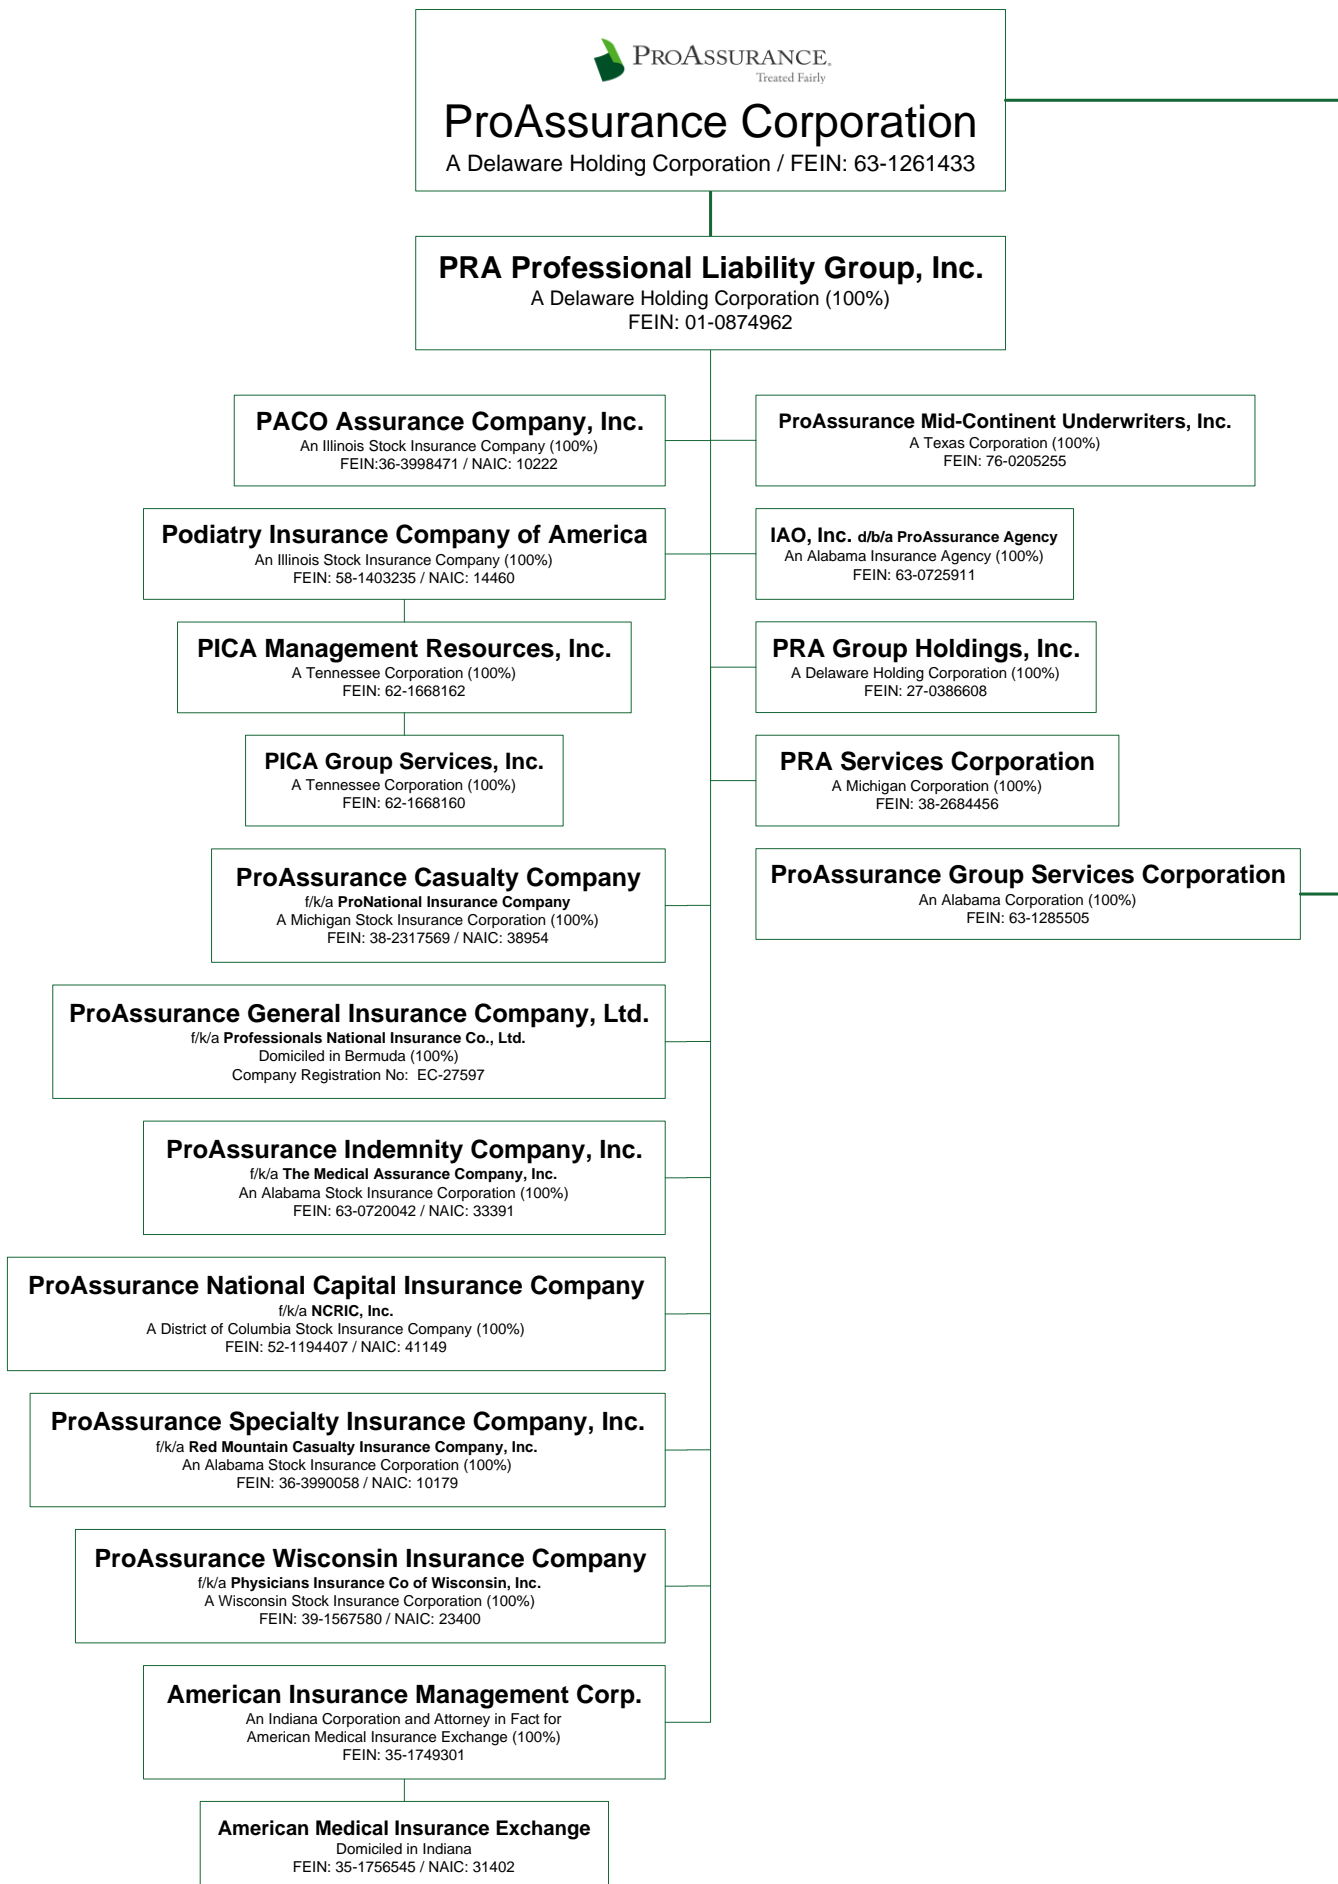 PROASSURANCE.
Treated Fairly
ProAssurance Corporation
A Delaware Holding Corporation / FEIN: 63-1261433
PRA Professional Liability Group, Inc.
A Delaware Holding Corporation (100%)
FEIN: 01-0874962
PACO Assurance Company, Inc.
An Illinois Stock Insurance Company (100%)
FEIN:36-3998471 / NAIC: 10222
ProAssurance Mid-Continent Underwriters, Inc.
A Texas Corporation (100%)
FEIN: 76-0205255
Podiatry Insurance Company of America
An Illinois Stock Insurance Company (100%)
FEIN: 58-1403235 / NAIC: 14460
IAO, Inc. d/b/a ProAssurance Agency
An Alabama Insurance Agency (100%)
FEIN: 63-0725911
PICA Management Resources, Inc.
A Tennessee Corporation (100%)
FEIN: 62-1668162
PRA Group Holdings, Inc.
A Delaware Holding Corporation (100%)
FEIN: 27-0386608
PICA Group Services, Inc.
A Tennessee Corporation (100%)
FEIN: 62-1668160
PRA Services Corporation
A Michigan Corporation (100%)
FEIN: 38-2684456
ProAssurance Casualty Company
f/k/a ProNational Insurance Company
A Michigan Stock Insurance Corporation (100%)
FEIN: 38-2317569 / NAIC: 38954
ProAssurance Group Services Corporation
An Alabama Corporation (100%)
FEIN: 63-1285505
ProAssurance General Insurance Company, Ltd.
f/k/a Professionals National Insurance Co., Ltd.
Domiciled in Bermuda (100%)
Company Registration No: EC-27597
ProAssurance Indemnity Company, Inc.
f/k/a The Medical Assurance Company, Inc.
An Alabama Stock Insurance Corporation (100%)
FEIN: 63-0720042 / NAIC: 33391
ProAssurance National Capital Insurance Company
f/k/a NCRIC, Inc.
A District of Columbia Stock Insurance Company (100%)
FEIN: 52-1194407 / NAIC: 41149
ProAssurance Specialty Insurance Company, Inc.
f/k/a Red Mountain Casualty Insurance Company, Inc.
An Alabama Stock Insurance Corporation (100%)
FEIN: 36-3990058 / NAIC: 10179
ProAssurance Wisconsin Insurance Company
f/k/a Physicians Insurance Co of Wisconsin, Inc.
A Wisconsin Stock Insurance Corporation (100%)
FEIN: 39-1567580 / NAIC: 23400
American Insurance Management Corp.
An Indiana Corporation and Attorney in Fact for
American Medical Insurance Exchange (100%)
FEIN: 35-1749301
American Medical Insurance Exchange
Domiciled in Indiana
FEIN: 35-1756545 / NAIC: 31402